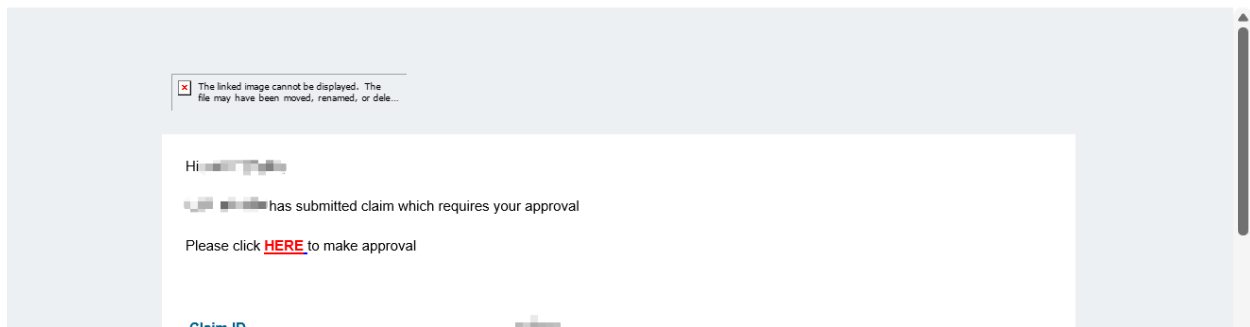 The linked image cannot be displayed. The
file may have been moved, renamed, or dele...
Hi
has submitted claim which requires your approval
Please click HERE to make approval
Claim ID